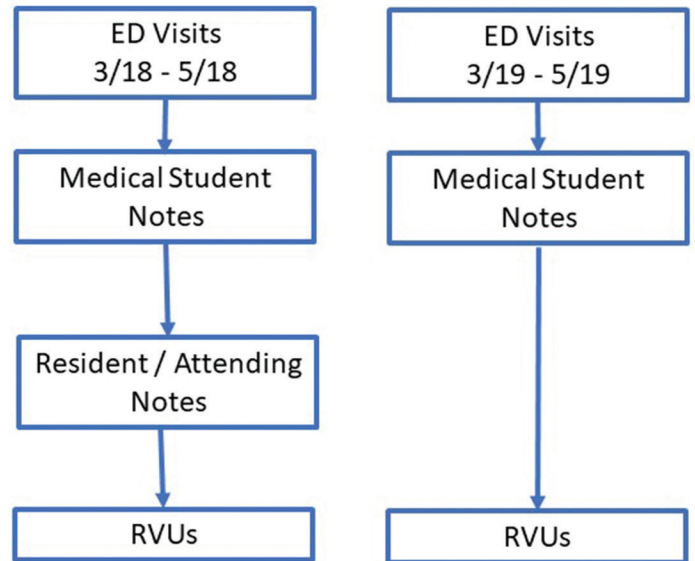 ED Visits
3/18 - 5/18
Medical Student
Notes
Resident / Attending
Notes
RVUs
ED Visits
3/19 - 5/19
Medical Student
Notes
RVUs